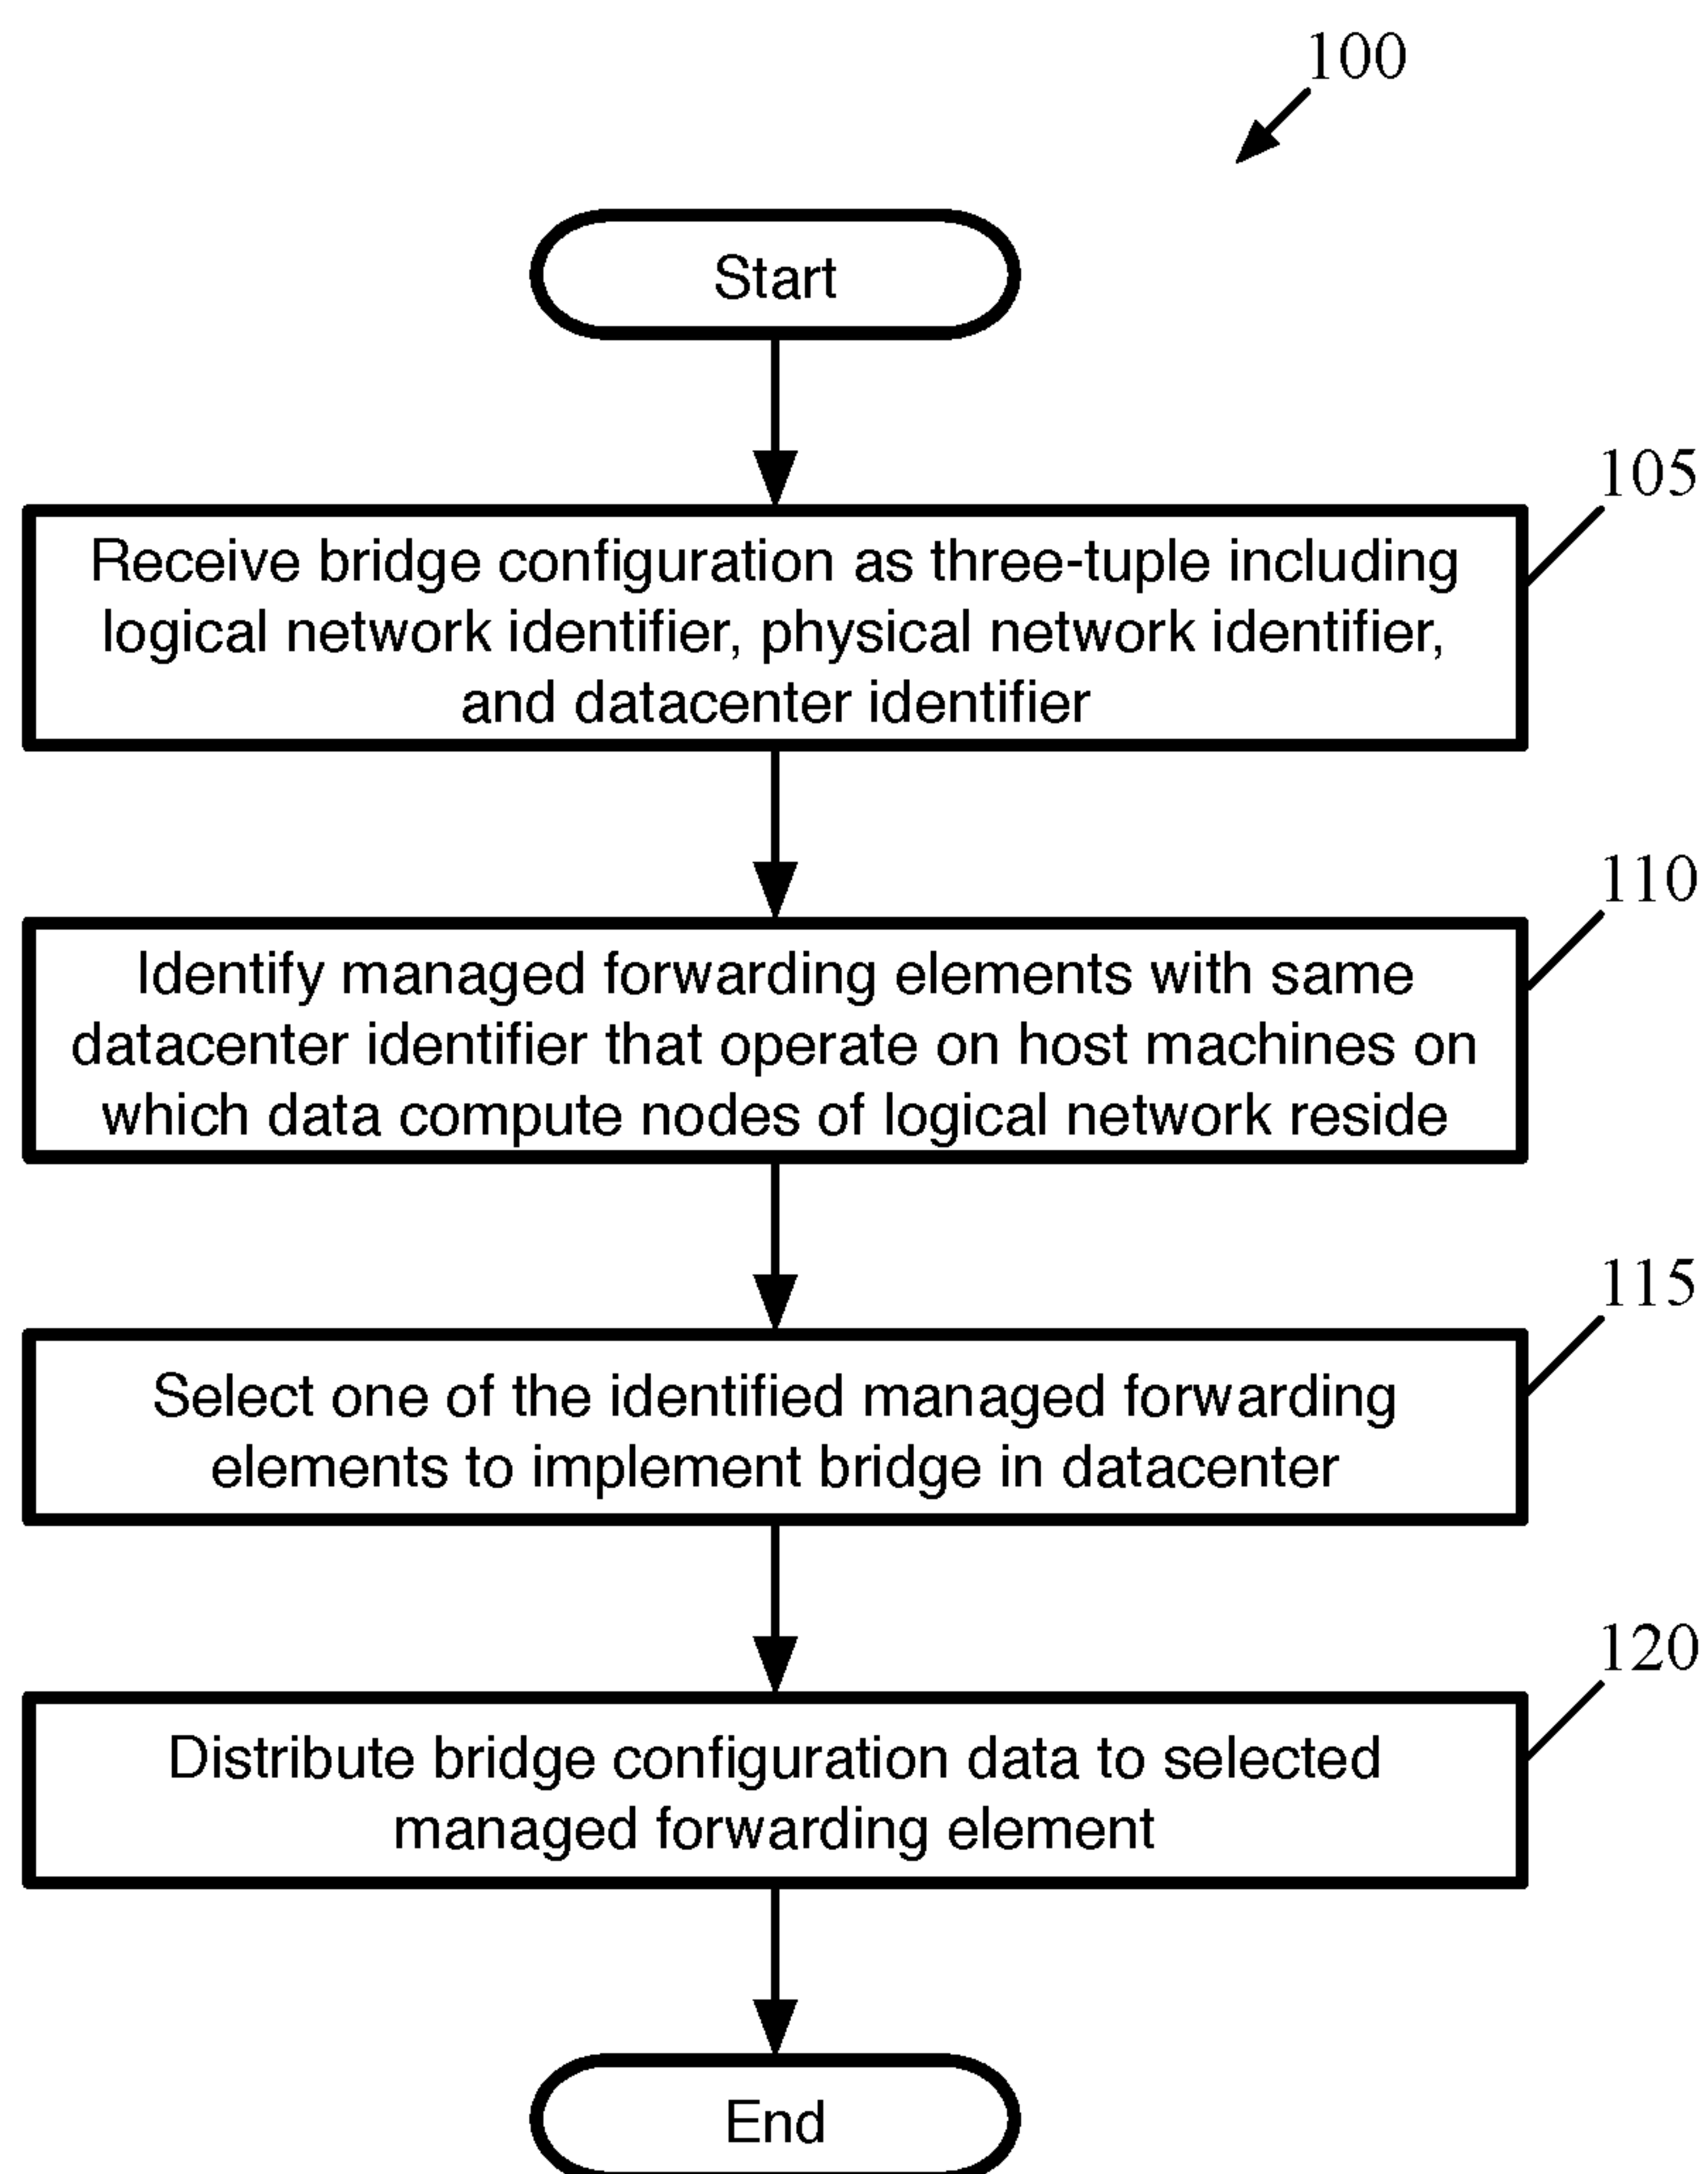 100
Start
105
Receive bridge configuration as three-tuple including
logical network identifier, physical network identifier,
and datacenter identifier
110
Identify managed forwarding elements with same
datacenter identifier that operate on host machines on
which data compute nodes of logical network reside
115
Select one of the identified managed forwarding
elements to implement bridge in datacenter
120
Distribute bridge configuration data to selected
managed forwarding element
End